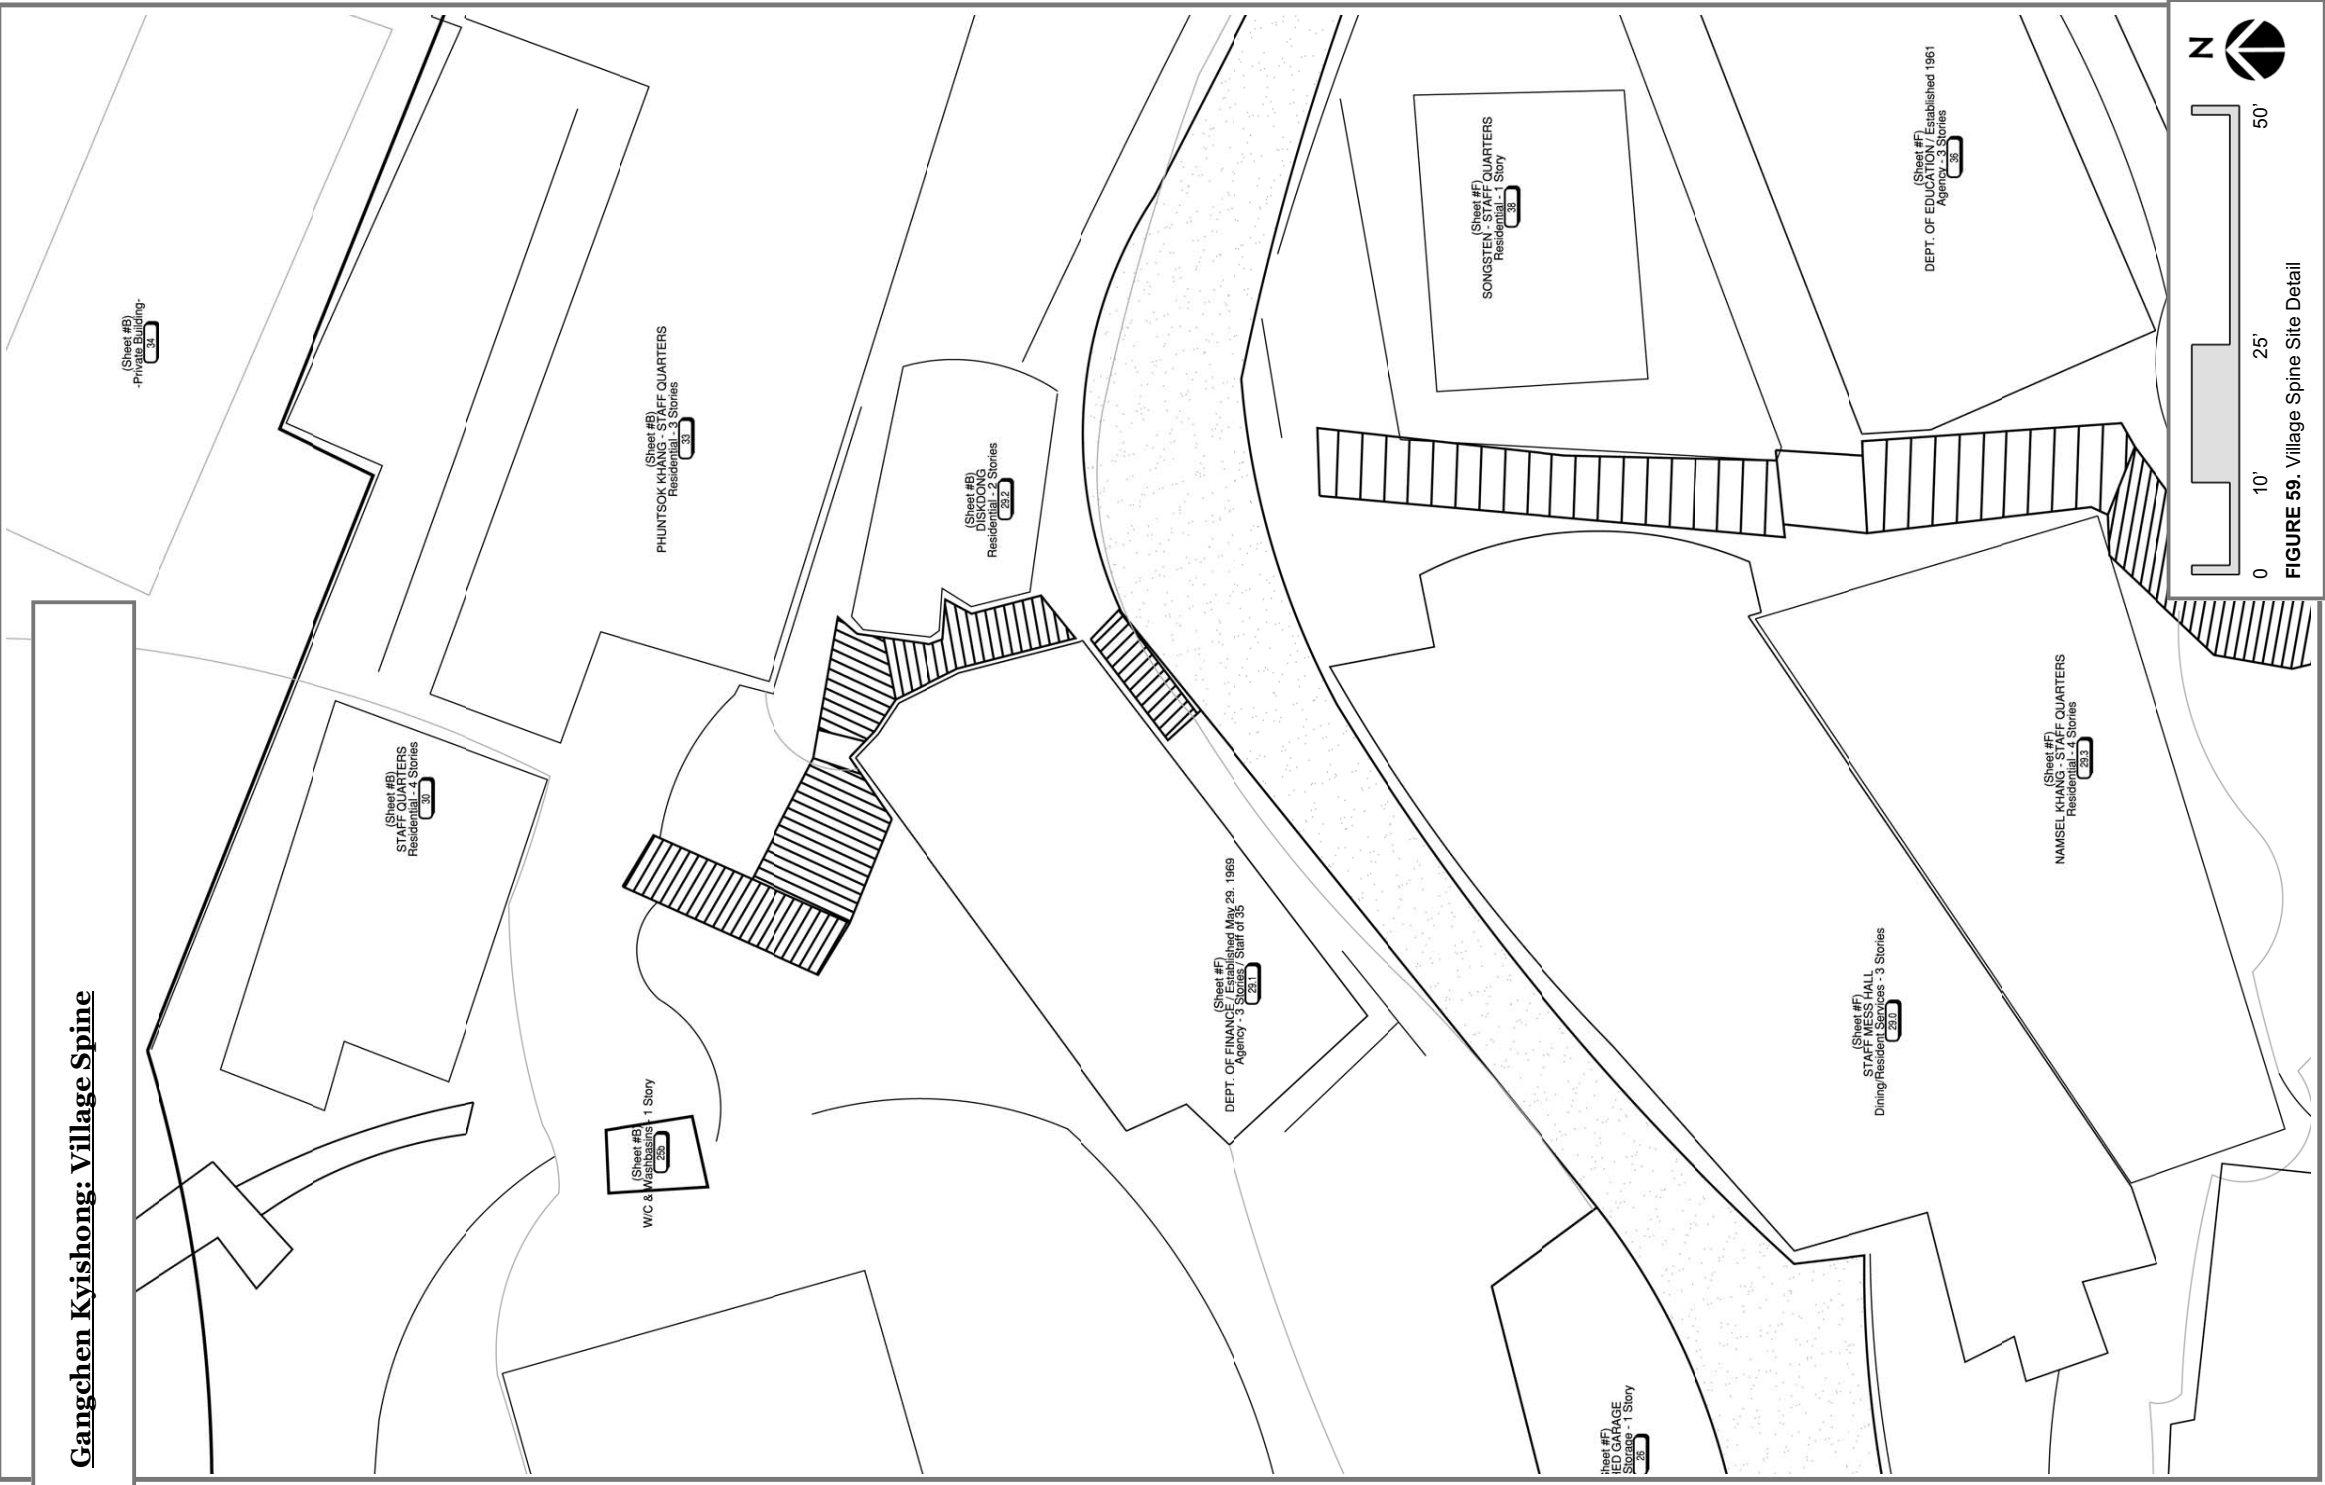 Gangchen Kyishong: Village Spine
(Sheet #B)
-Private Building-
34
(Sheet #B)
STAFF QUARTERS
Residential - 4 Stories
30
(Sheet #B)
PHUNTSOK KHANG - STAFF QUARTERS
Residential - 3 Stories
33
(Sheet #B)
W/C & Washbasins - 1 Story
25b
(Sheet #B)
DISKDONG
Residential - 2 Stories
29.2
(Sheet #F)
DEPT. OF FINANCE / Established May 29. 1969
Agency - 3 Stories / Staff of 35
29.1
(Sheet #F)
SONGSTEN - STAFF QUARTERS
Residential - 1 Story
38
heet #F)
ED GARAGE
Storage - 1 Story
26
(Sheet #F)
STAFF MESS HALL
Dining/Resident Services - 3 Stories
29.0
(Sheet #F)
DEPT. OF EDUCATION / Established 1961
Agency - 3 Stories
36
(Sheet #F)
NAMSEL KHANG - STAFF QUARTERS
Residential - 4 Stories
29.3
N
0 10' 25' 50'
FIGURE 59. Village Spine Site Detail